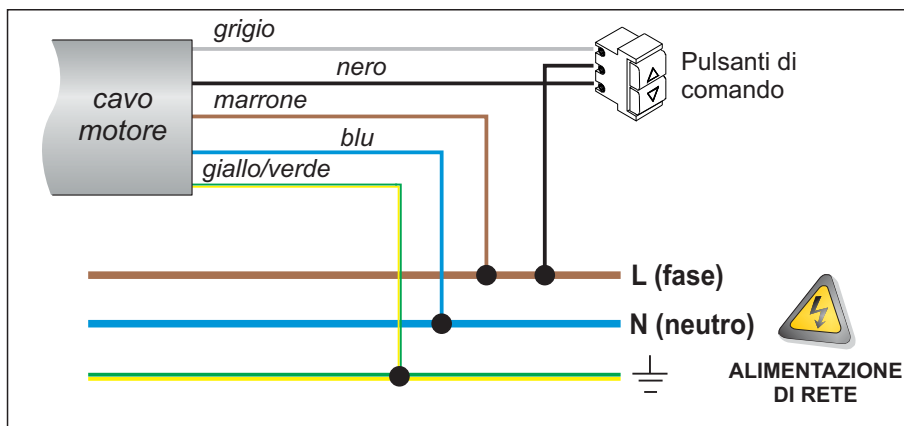 grigio
nero
marrone
blu
giallo/verde
cavo
motore
Pulsanti di
comando
L (fase)
N (neutro)
ALIMENTAZIONE
DI RETE